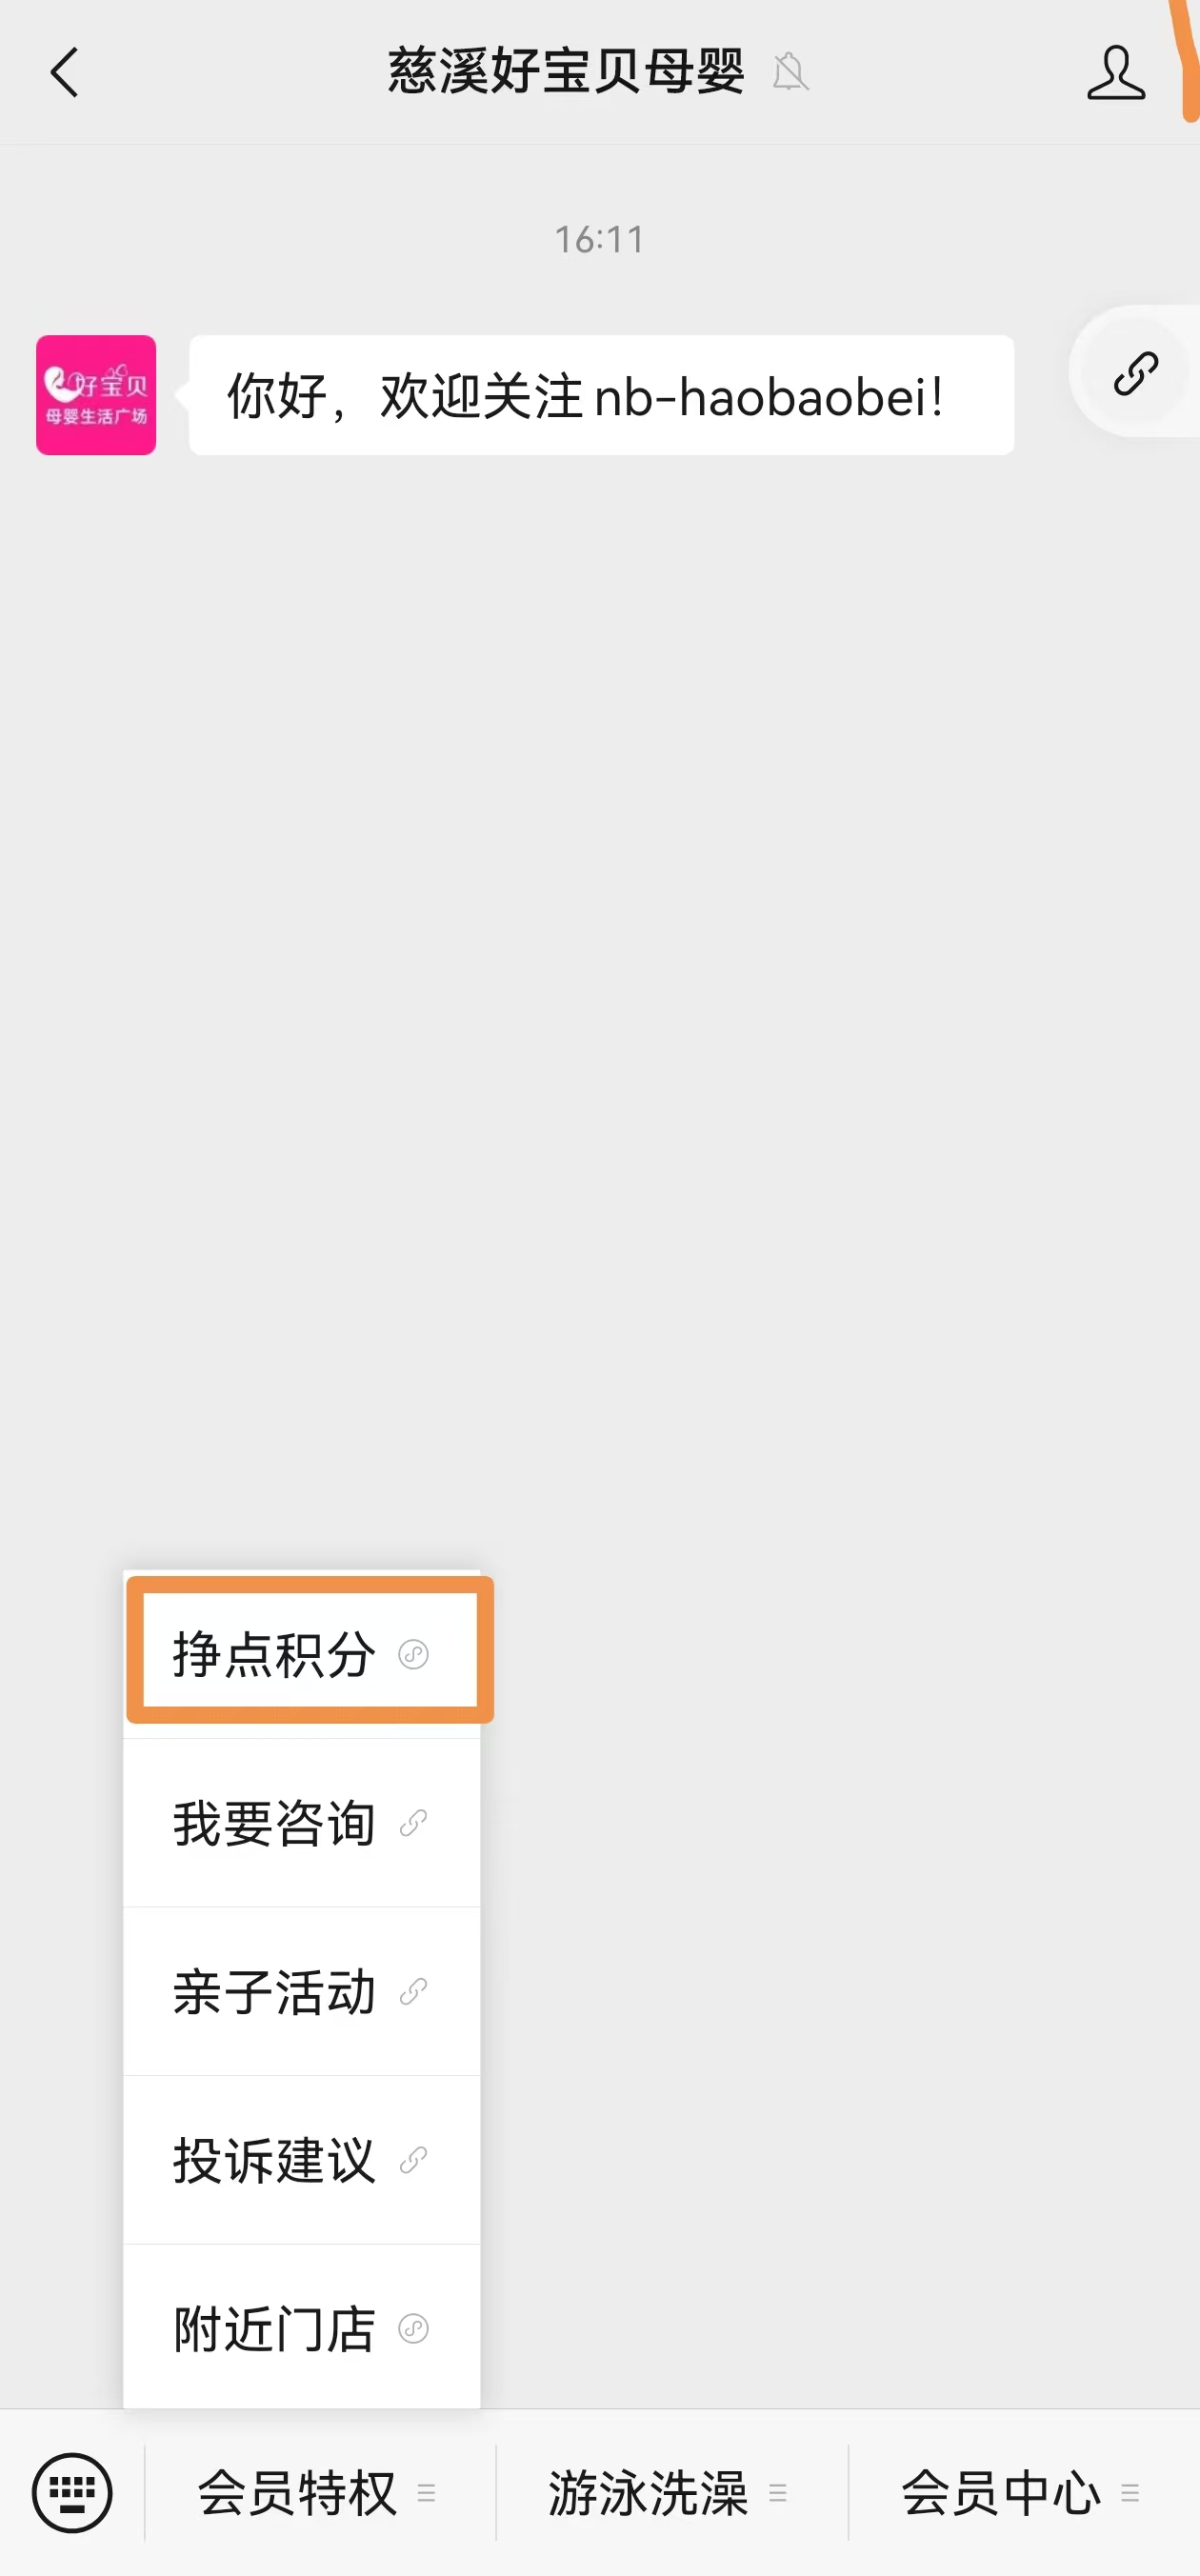 慈溪好宝贝母婴
16:11
好宝贝
母婴生活广场
你好，欢迎关注nb-haobaobei！
挣点积分
我要咨询
亲子活动
投诉建议
附近门店
会员特权
游泳洗澡
会员中心